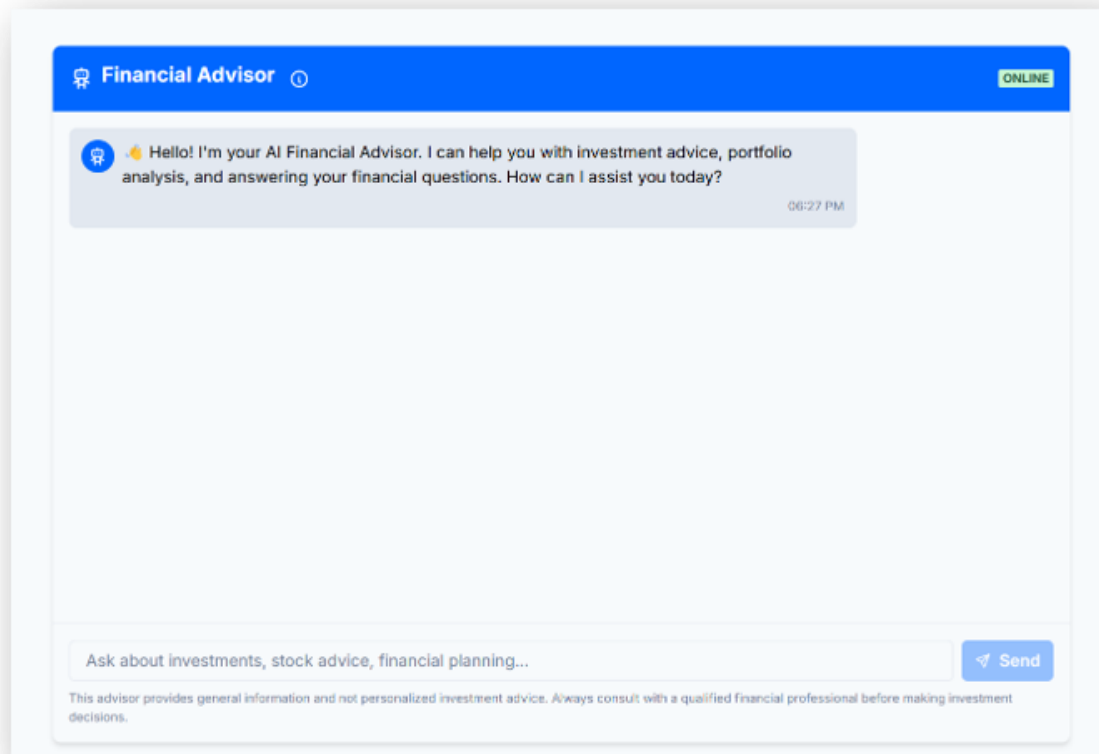 Financial Advisor
ONLINE
👋 Hello! I'm your AI Financial Advisor. I can help you with investment advice, portfolio
analysis, and answering your financial questions. How can I assist you today?
06:27 PM
Ask about investments, stock advice, financial planning...
Send
This advisor provides general information and not personalized investment advice. Always consult with a qualified financial professional before making investment
decisions.